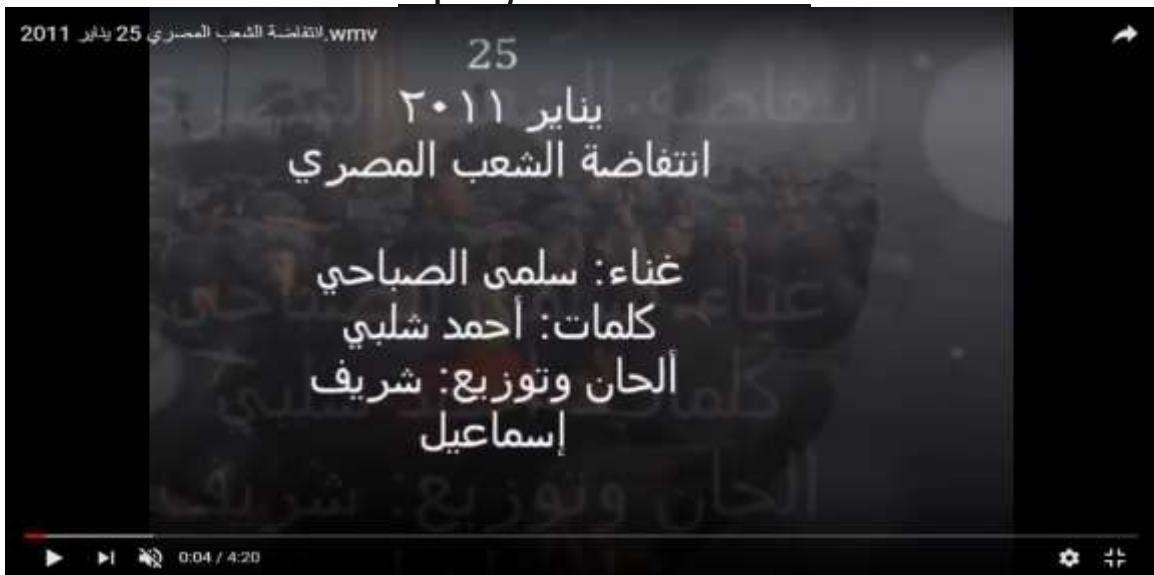 انتفاضة الشعب المصري 25 يناير 2011.wmv
25
يناير ٢٠١١
انتفاضة الشعب المصري
غناء: سلمى الصباحي
كلمات: أحمد شلبي
ألحان وتوزيع: شريف
إسماعيل
0:04 / 4:20